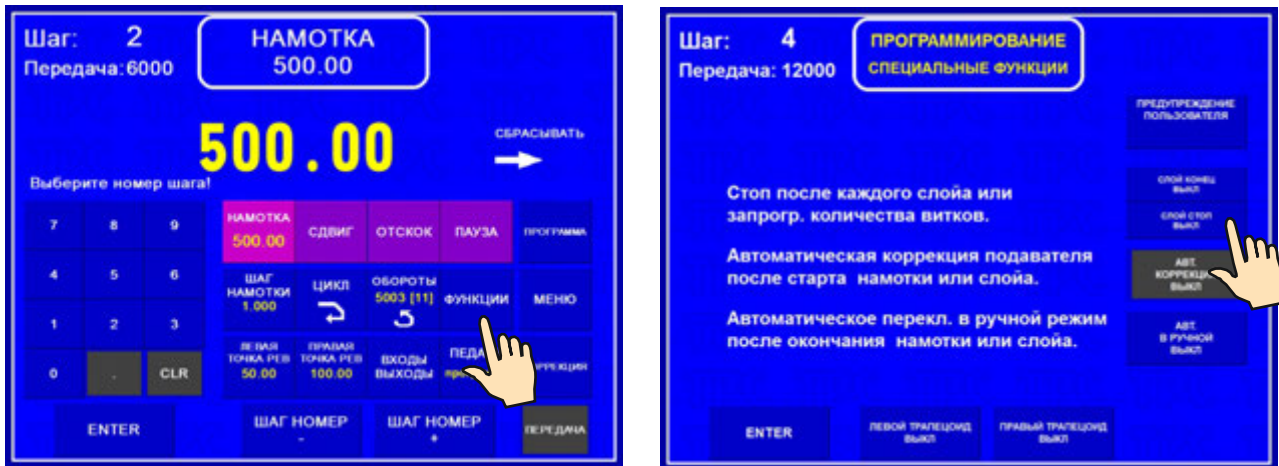 Шаг: 2
Передача:6000
НАМОТКА
500.00
500.00
СБРАСЫВАТЬ
Выберите номер шага!
7 8 9
4 5 6
1 2 3
0 . CLR
ENTER
НАМОТКА
500.00
СДВИГ
ОТСКОК
ПАУЗА
ПРОГРАММА
ШАГ
НАМОТКИ
1.000
ЦИКЛ
ОБОРОТЫ
5003 [11]
ФУНКЦИИ
МЕНЮ
ЛЕВАЯ
ТОЧКА РЕВ
50.00
ПРАВАЯ
ТОЧКА РЕВ
100.00
ВХОДЫ
ВЫХОДЫ
ШАГ НОМЕР
-
ШАГ НОМЕР
+
ПЕРЕДАЧА
Шаг: 4
Передача: 12000
ПРОГРАММИРОВАНИЕ
СПЕЦИАЛЬНЫЕ ФУНКЦИИ
ПРЕДУПРЕЖДЕНИЕ
ПОЛЬЗОВАТЕЛЯ
Стоп после каждого слойа или
запрогр. количества витков.
Автоматическая коррекция подавателя
после старта намотки или слойа.
Автоматическое перекл. в ручной режим
после окончания намотки или слойа.
СЛОЙ КОНЕЦ
ВЫКЛ
СЛОЙ СТОП
ВЫКЛ
АВТ.
ВЫКЛ
АВТ.
В РУЧНОЙ
ВЫКЛ
ENTER
ЛЕВОЙ ТРАПЕЦОИД
ВЫКЛ
ПРАВЫЙ ТРАПЕЦОИД
ВЫКЛ